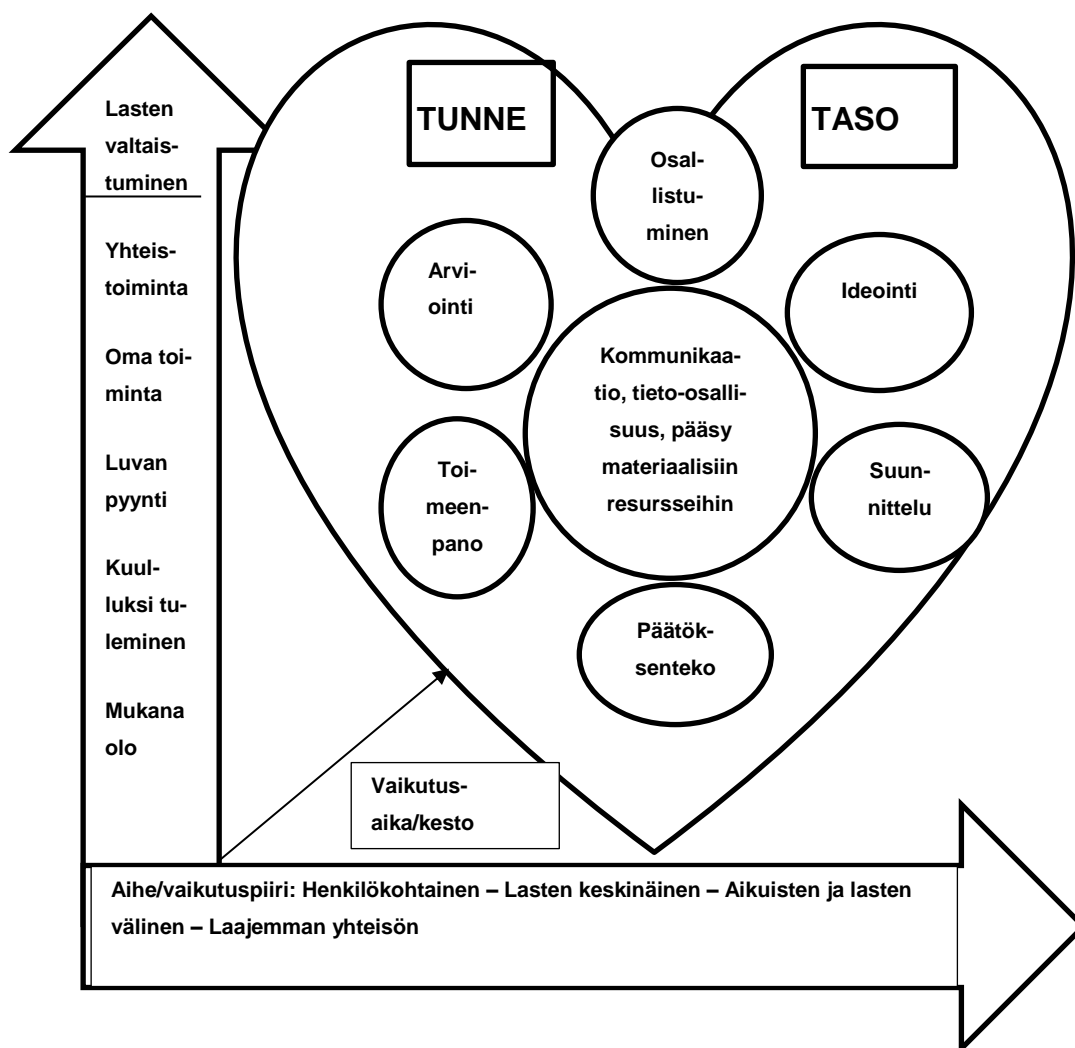 Lasten
valtais-
tuminen
Yhteis-
toiminta
Oma toi-
minta
Luvan
pyynti
Kuul-
luksi tu-
leminen
Mukana
olo
TUNNE
TASO
Osal-
listu-
minen
Arvi-
ointi
Ideointi
Kommunikaa-
tio, tieto-osalli-
suus, pääsy
materiaalisiin
resursseihin
Toi-
meen-
pano
Suun-
nittelu
Päätök-
senteko
Vaikutus-
aika/kesto
Aihe/vaikutuspiiri: Henkilökohtainen – Lasten keskinäinen – Aikuisten ja lasten
välinen – Laajemman yhteisön